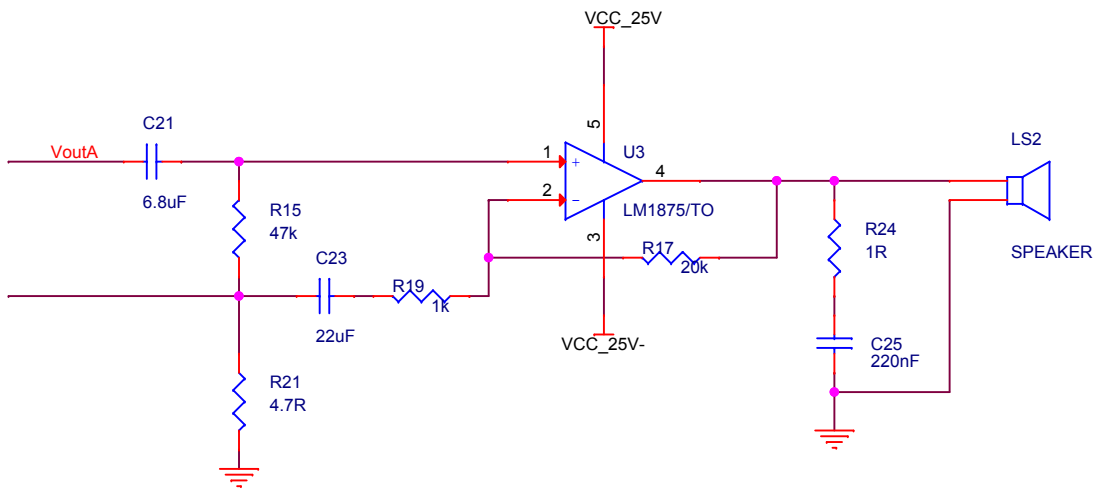 VCC_25V
C21
VoutA
6.8uF
R15
47k
C23
22uF
R19
1k
R21
4.7R
1
+
2
−
5
3
4
U3
LM1875/TO
R17
20k
VCC_25V-
R24
1R
C25
220nF
LS2
SPEAKER